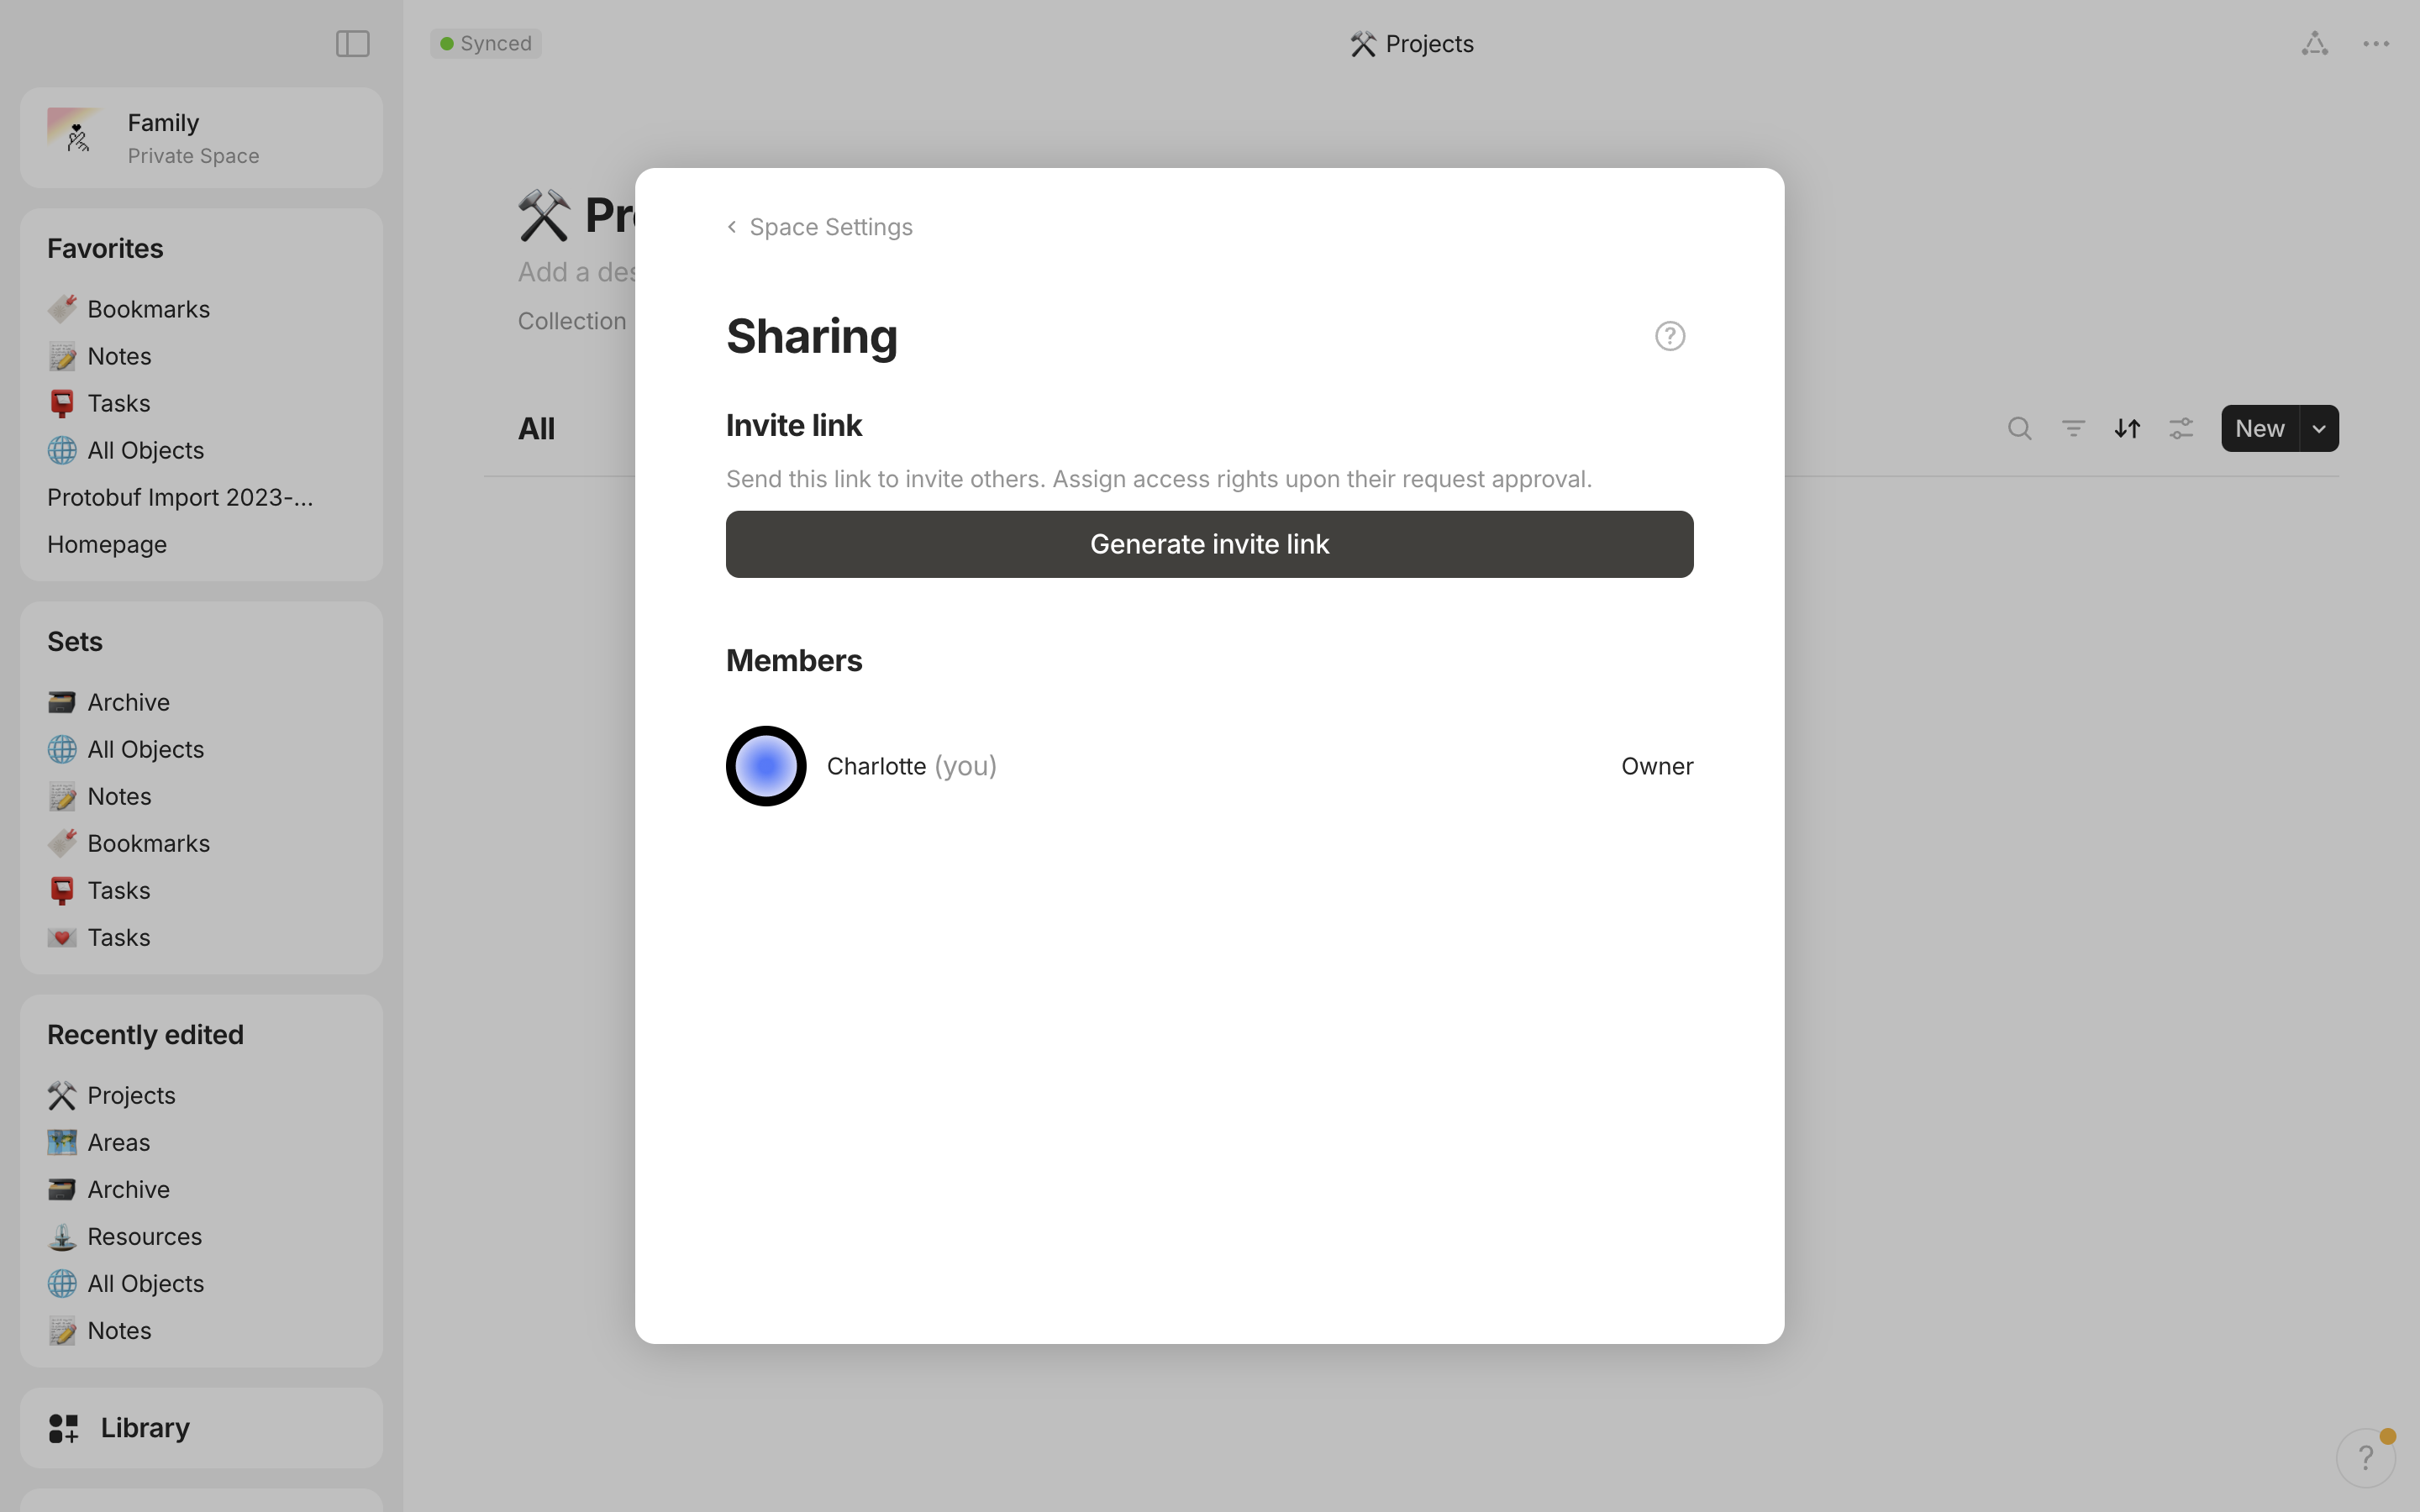 Family
Private Space
Favorites
Bookmarks
Notes
Tasks
All Objects
Protobuf Import 2023-...
Homepage
Sets
Archive
All Objects
Notes
Bookmarks
Tasks
Tasks
Recently edited
Projects
Areas
Archive
Resources
All Objects
Notes
Library
Synced
Projects
Pro
Add a des
Collection
All
New
Space Settings
Sharing
?
Invite link
Send this link to invite others. Assign access rights upon their request approval.
Generate invite link
Members
Charlotte (you)
Owner
?